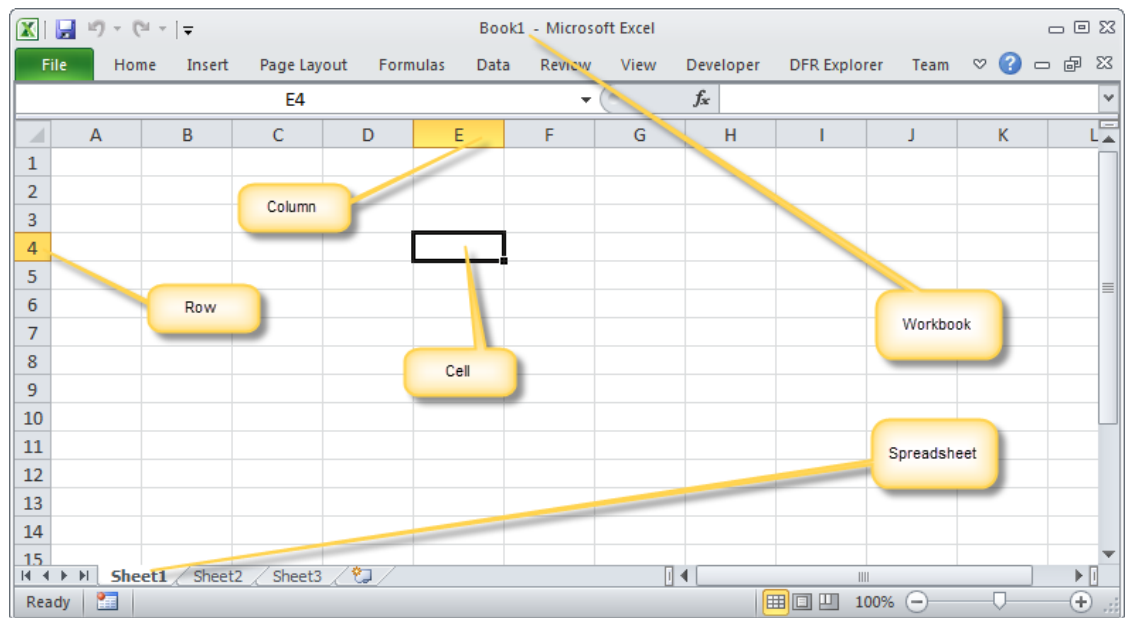 Book1 - Microsoft Excel
File Home Insert Page Layout Formulas Data Review View Developer DFR Explorer Team
E4 fx
A B C D E F G H I J K L
1
2
3
4
5
6
7
8
9
10
11
12
13
14
15
Column
Row
Cell
Workbook
Spreadsheet
Sheet1 Sheet2 Sheet3
Ready 100%